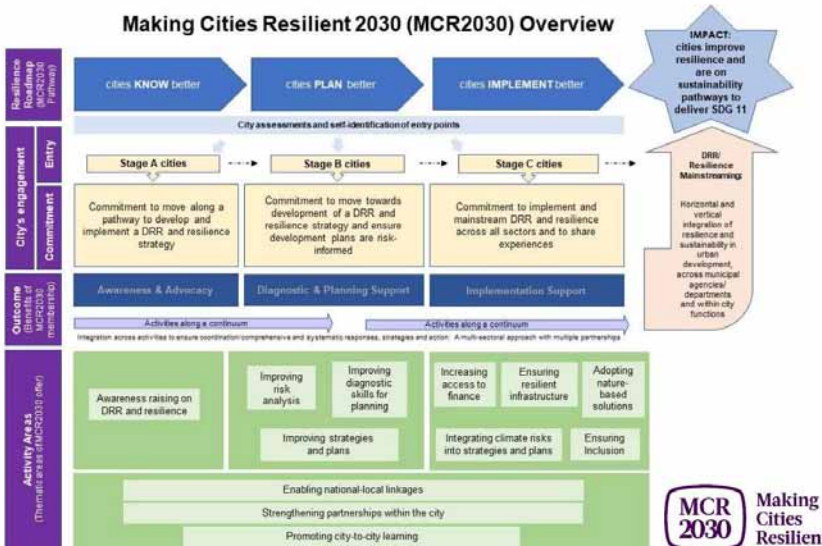 Making Cities Resilient 2030 (MCR2030) Overview
Resilience
Roadmap
(MCR2030
Pathway)
cities KNOW better
cities PLAN better
cities IMPLEMENT better
IMPACT:
cities improve
resilience and
are on
sustainability
pathways to
deliver SDG 11
City assessments and self-identification of entry points
City's engagement
Entry
Stage A cities
Stage B cities
Stage C cities
Commitment
Commitment to move along a
pathway to develop and
implement a DRR and resilience
strategy
Commitment to move towards
development of a DRR and
resilience strategy and ensure
development plans are risk-
informed
Commitment to implement and
mainstream DRR and resilience
across all sectors and to share
experiences
DRR/
Resilience
Mainstreaming:
Horizontal and
vertical
integration of
resilience and
sustainability in
urban
development,
across municipal
agencies/
departments
and within city
functions
Outcome
(Benefits of
MCR2030
membership)
Awareness & Advocacy
Diagnostic & Planning Support
Implementation Support
Activities along a continuum
Activities along a continuum
Integration across activities to ensure coordination/comprehensive and systematic responses, strategies and action: A multi-sectoral approach with multiple partnerships
Activity Areas
(Thematic areas of MCR2030 offer)
Awareness raising on
DRR and resilience
Improving
risk
analysis
Improving
diagnostic
skills for
planning
Improving strategies
and plans
Increasing
access to
finance
Ensuring
resilient
infrastructure
Adopting
nature-
based
solutions
Integrating climate risks
into strategies and plans
Ensuring
Inclusion
Enabling national-local linkages
Strengthening partnerships within the city
Promoting city-to-city learning
MCR
2030
Making
Cities
Resilien